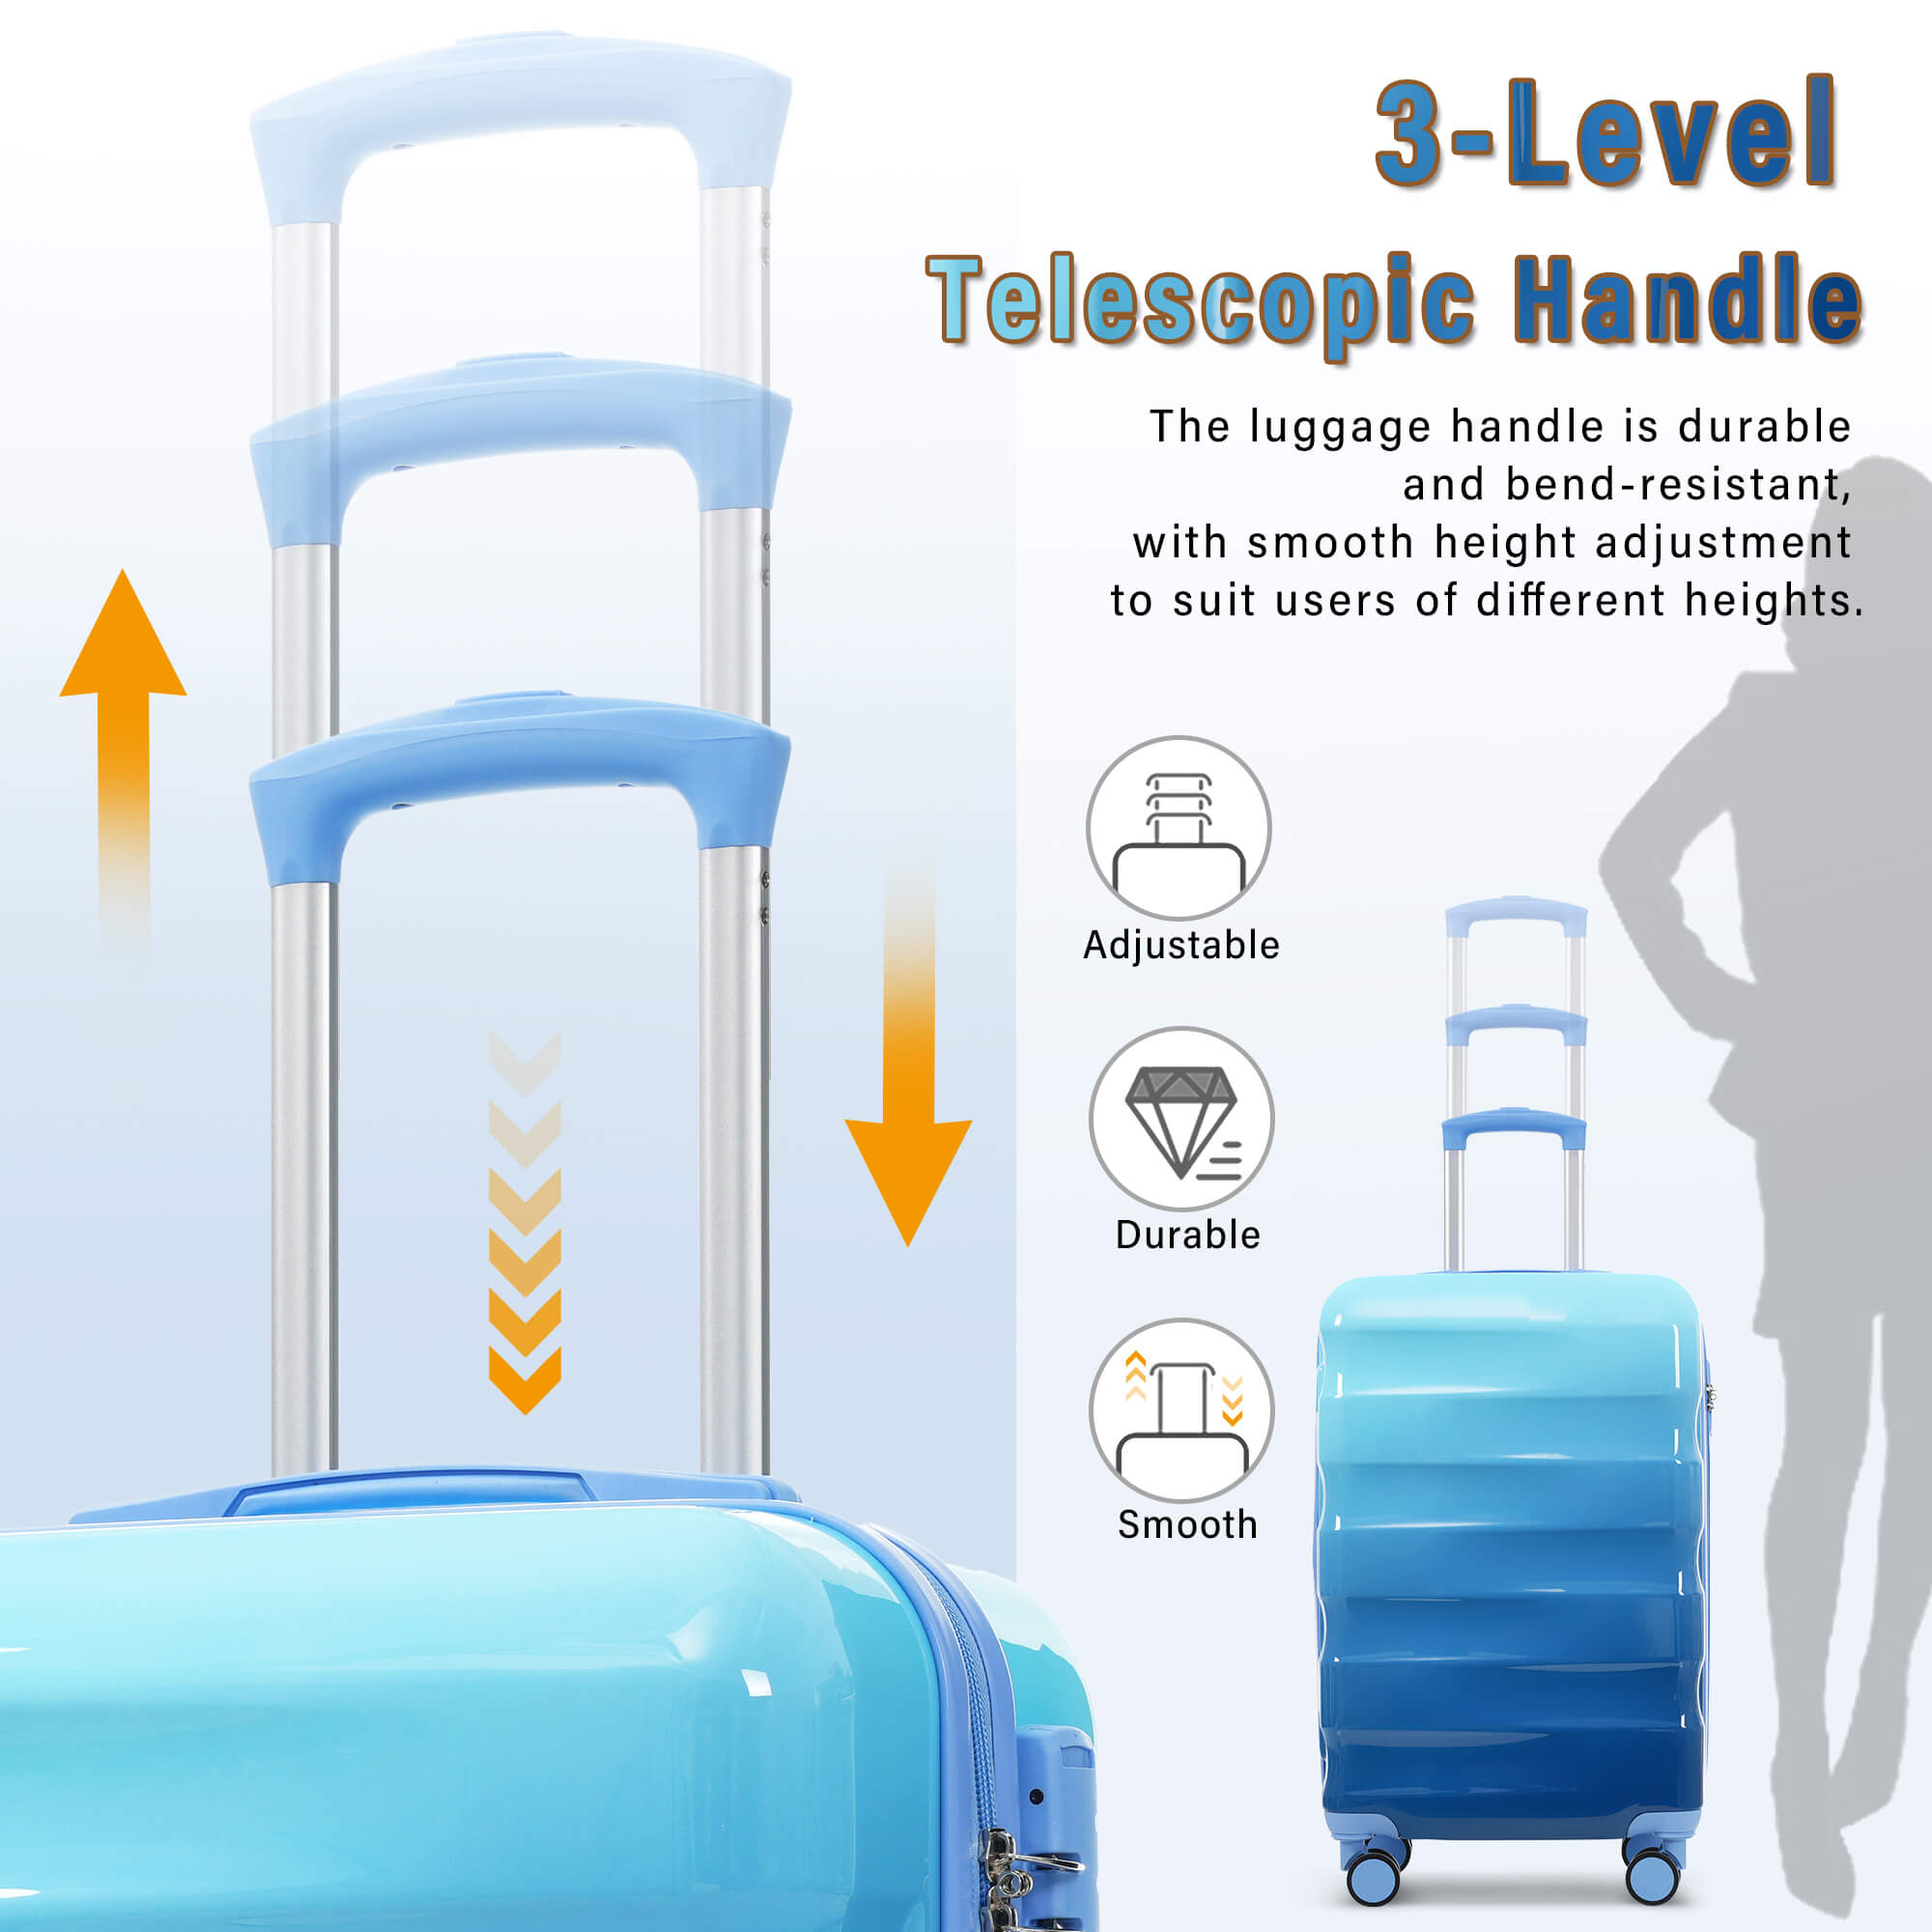 3-Level
Telescopic Handle
The luggage handle is durable
and bend-resistant,
with smooth height adjustment
to suit users of different heights.
Adjustable
Durable
Smooth